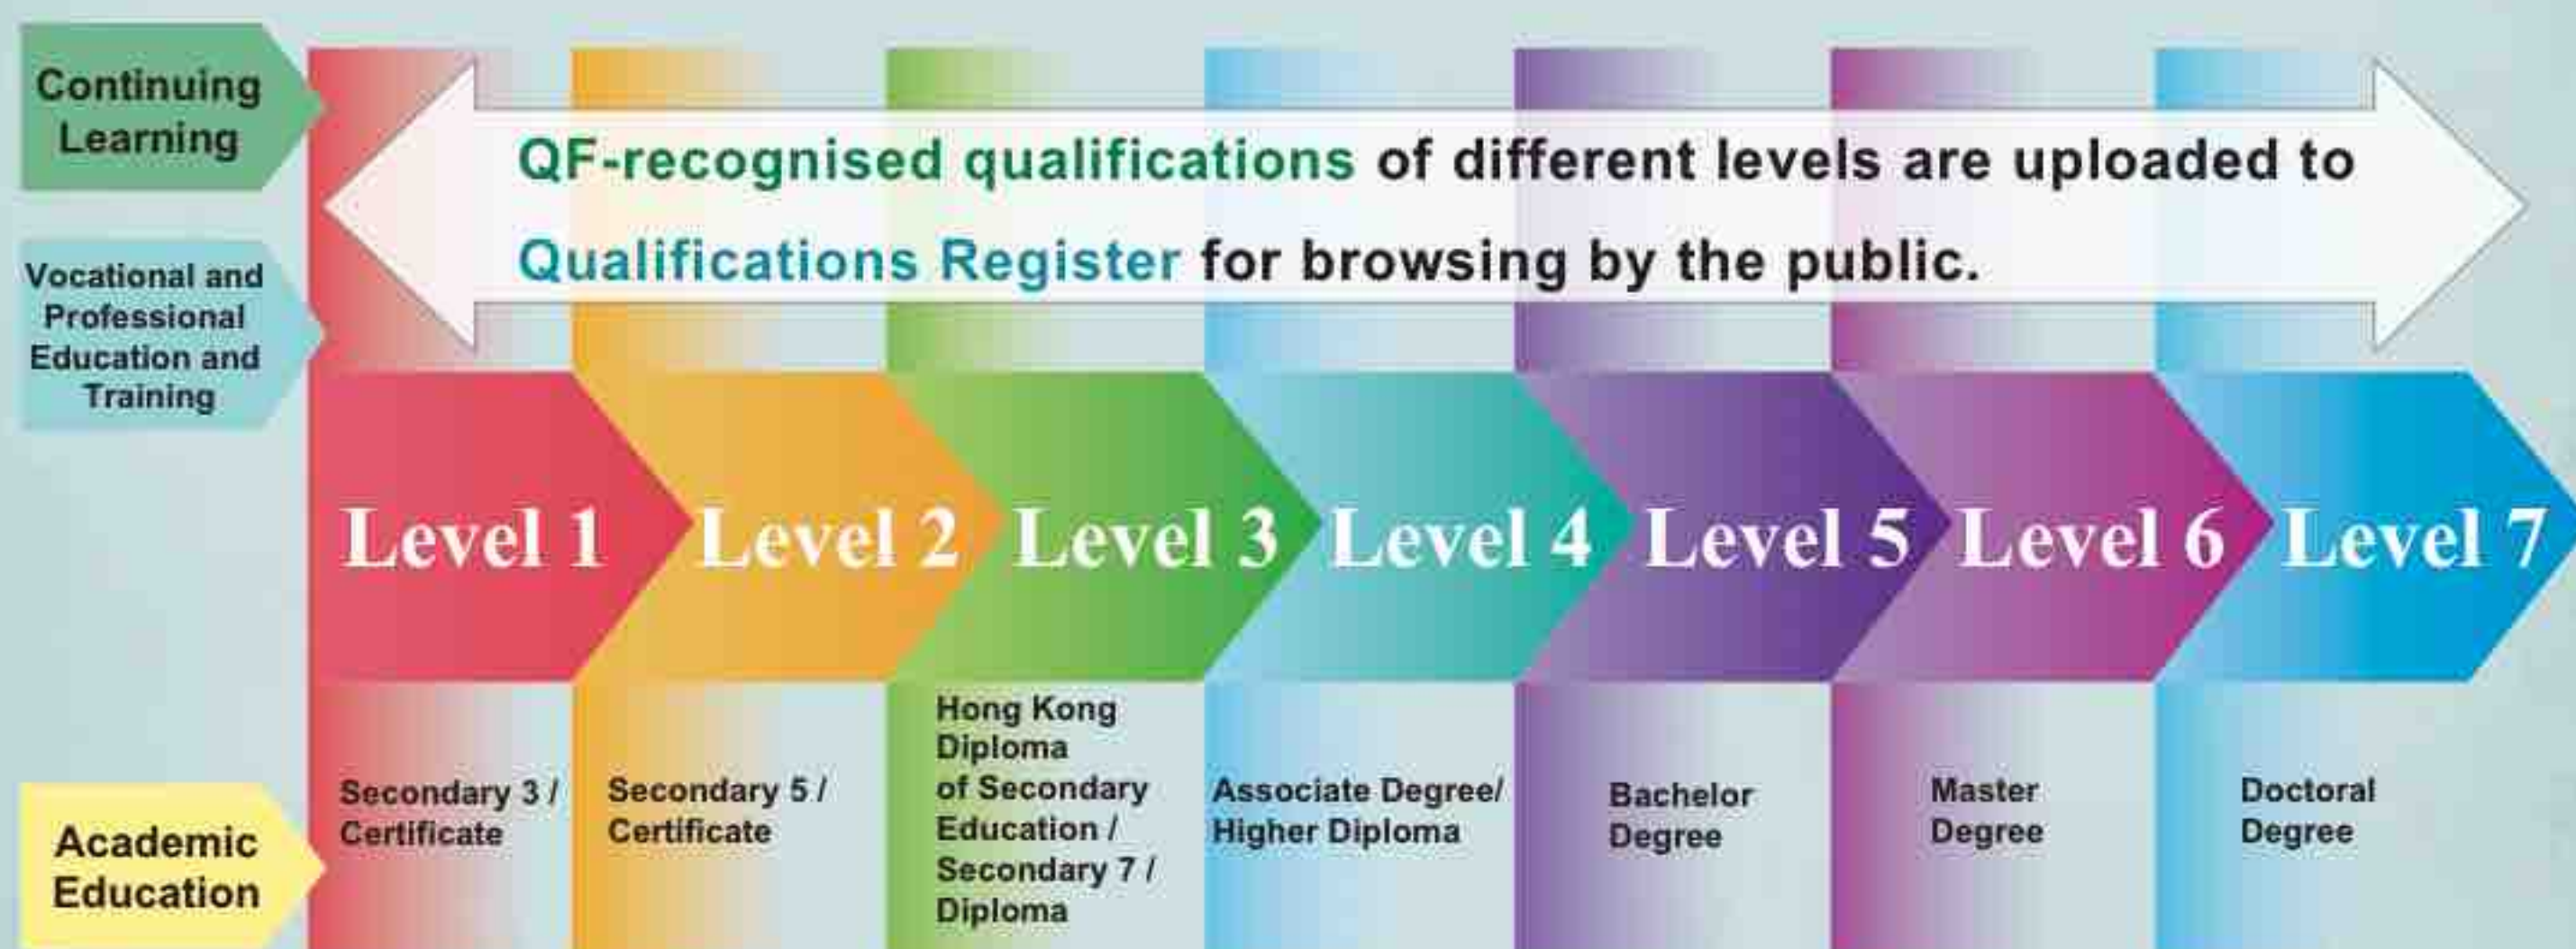 Continuing
Learning
QF-recognised qualifications of different levels are uploaded to
Qualifications Register for browsing by the public.
Vocational and
Professional
Education and
Training
Level 1
Level 2
Level 3
Level 4
Level 5
Level 6
Level 7
Academic
Education
Secondary 3 /
Certificate
Secondary 5 /
Certificate
Hong Kong
Diploma
of Secondary
Education /
Secondary 7 /
Diploma
Associate Degree/
Higher Diploma
Bachelor
Degree
Master
Degree
Doctoral
Degree